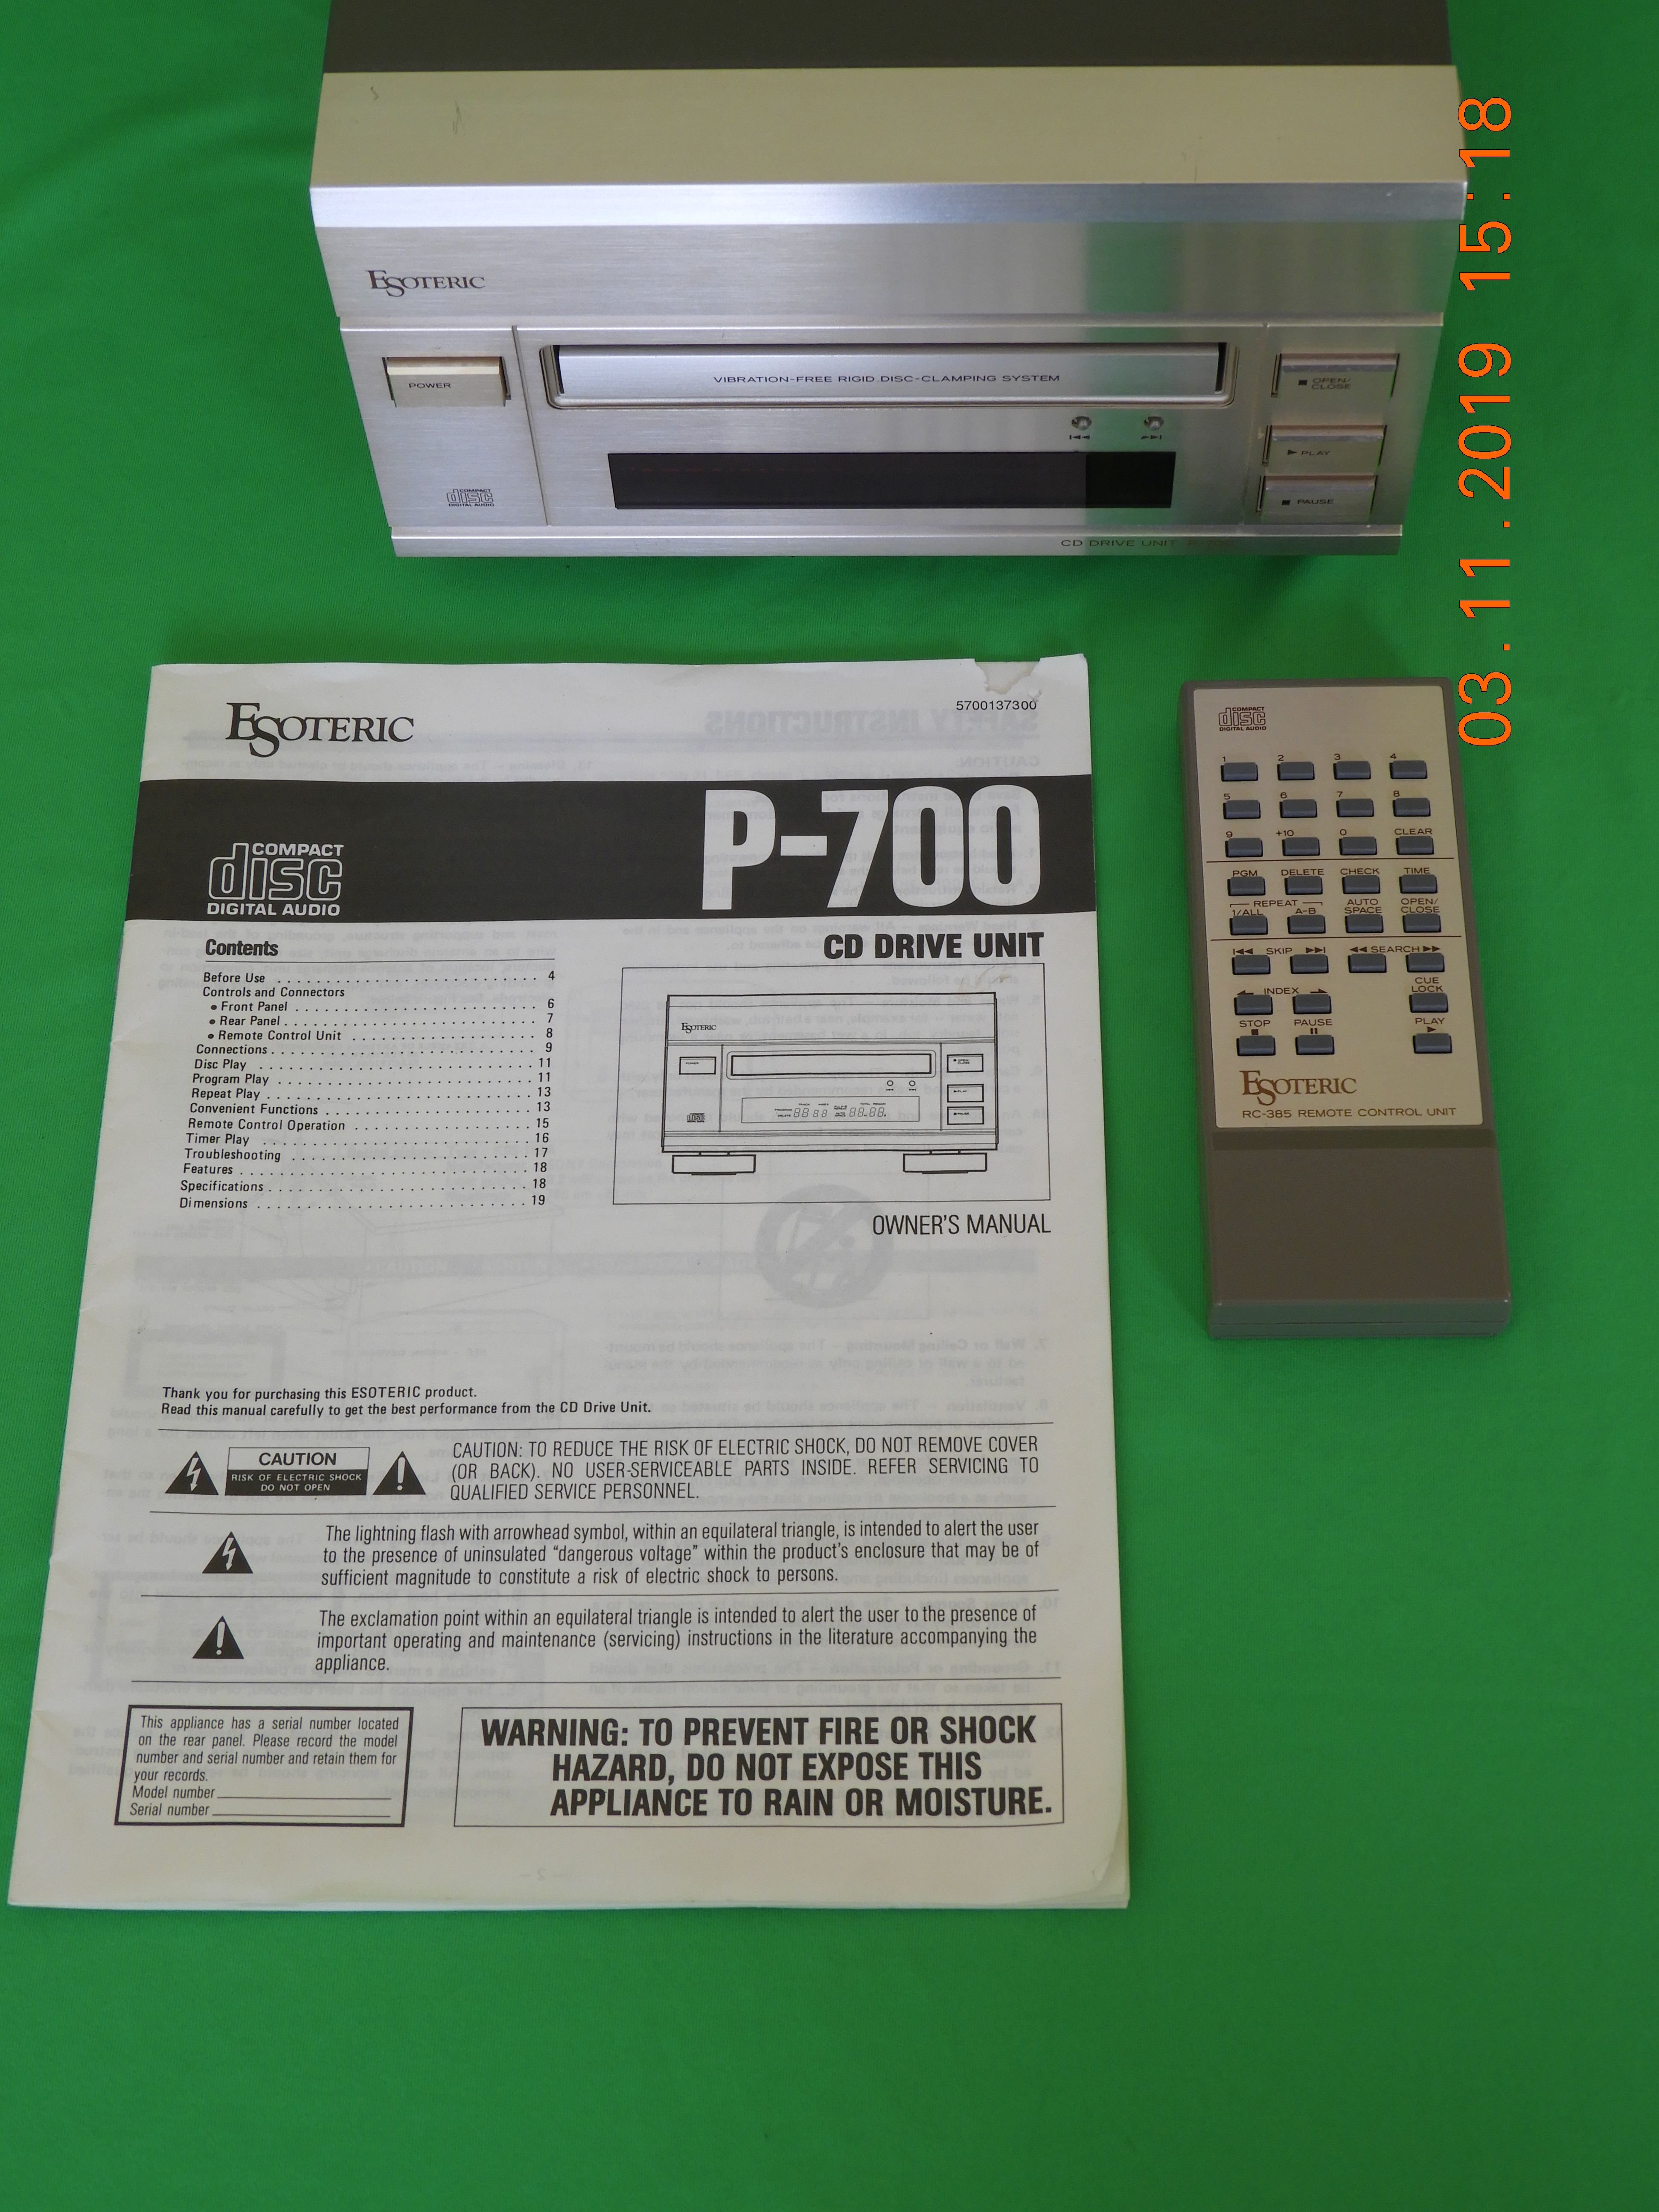 ESOTERIC
POWER
VIBRATION-FREE RIGID DISC-CLAMPING SYSTEM
OPEN/
CLOSE
PLAY
PAUSE
COMPACT
disc
DIGITAL AUDIO
CD DRIVE UNIT P-700
03.11.2019 15:18
ESOTERIC
5700137300
COMPACT
disc
DIGITAL AUDIO
P-700
CD DRIVE UNIT
Contents
Before Use . . . . . . . . . . . . . . . . . . . . . . . . 4
Controls and Connectors
● Front Panel . . . . . . . . . . . . . . . . . . . . . . 6
● Rear Panel . . . . . . . . . . . . . . . . . . . . . . 7
● Remote Control Unit . . . . . . . . . . . . . . . . 8
Connections . . . . . . . . . . . . . . . . . . . . . . . 9
Disc Play . . . . . . . . . . . . . . . . . . . . . . . . 11
Program Play . . . . . . . . . . . . . . . . . . . . . 11
Repeat Play . . . . . . . . . . . . . . . . . . . . . . 13
Convenient Functions . . . . . . . . . . . . . . . . 13
Remote Control Operation . . . . . . . . . . . . . 15
Timer Play . . . . . . . . . . . . . . . . . . . . . . . 16
Troubleshooting . . . . . . . . . . . . . . . . . . . 17
Features . . . . . . . . . . . . . . . . . . . . . . . . 18
Specifications . . . . . . . . . . . . . . . . . . . . . 18
Dimensions . . . . . . . . . . . . . . . . . . . . . . 19
ESOTERIC
OWNER'S MANUAL
Thank you for purchasing this ESOTERIC product.
Read this manual carefully to get the best performance from the CD Drive Unit.
CAUTION
RISK OF ELECTRIC SHOCK
DO NOT OPEN
CAUTION: TO REDUCE THE RISK OF ELECTRIC SHOCK, DO NOT REMOVE COVER
(OR BACK). NO USER-SERVICEABLE PARTS INSIDE. REFER SERVICING TO
QUALIFIED SERVICE PERSONNEL.
The lightning flash with arrowhead symbol, within an equilateral triangle, is intended to alert the user
to the presence of uninsulated "dangerous voltage" within the product's enclosure that may be of
sufficient magnitude to constitute a risk of electric shock to persons.
The exclamation point within an equilateral triangle is intended to alert the user to the presence of
important operating and maintenance (servicing) instructions in the literature accompanying the
appliance.
This appliance has a serial number located
on the rear panel. Please record the model
number and serial number and retain them for
your records.
Model number
Serial number
WARNING: TO PREVENT FIRE OR SHOCK
HAZARD, DO NOT EXPOSE THIS
APPLIANCE TO RAIN OR MOISTURE.
COMPACT
disc
DIGITAL AUDIO
1 2 3 4
5 6 7 8
9 +10 0 CLEAR
PGM DELETE CHECK TIME
REPEAT
1/ALL A-B
AUTO
SPACE
OPEN/
CLOSE
SKIP SEARCH
INDEX
CUE
LOCK
STOP PAUSE PLAY
ESOTERIC
RC-385 REMOTE CONTROL UNIT